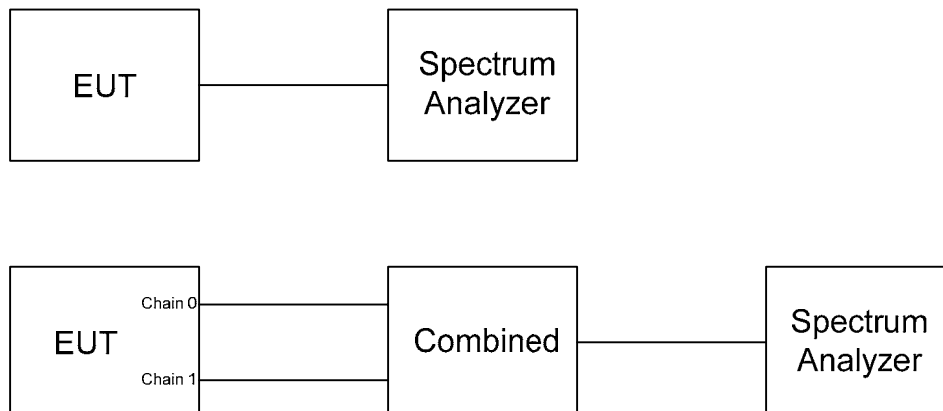 EUT
Spectrum
Analyzer
Chain 0
EUT
Chain 1
Combined
Spectrum
Analyzer